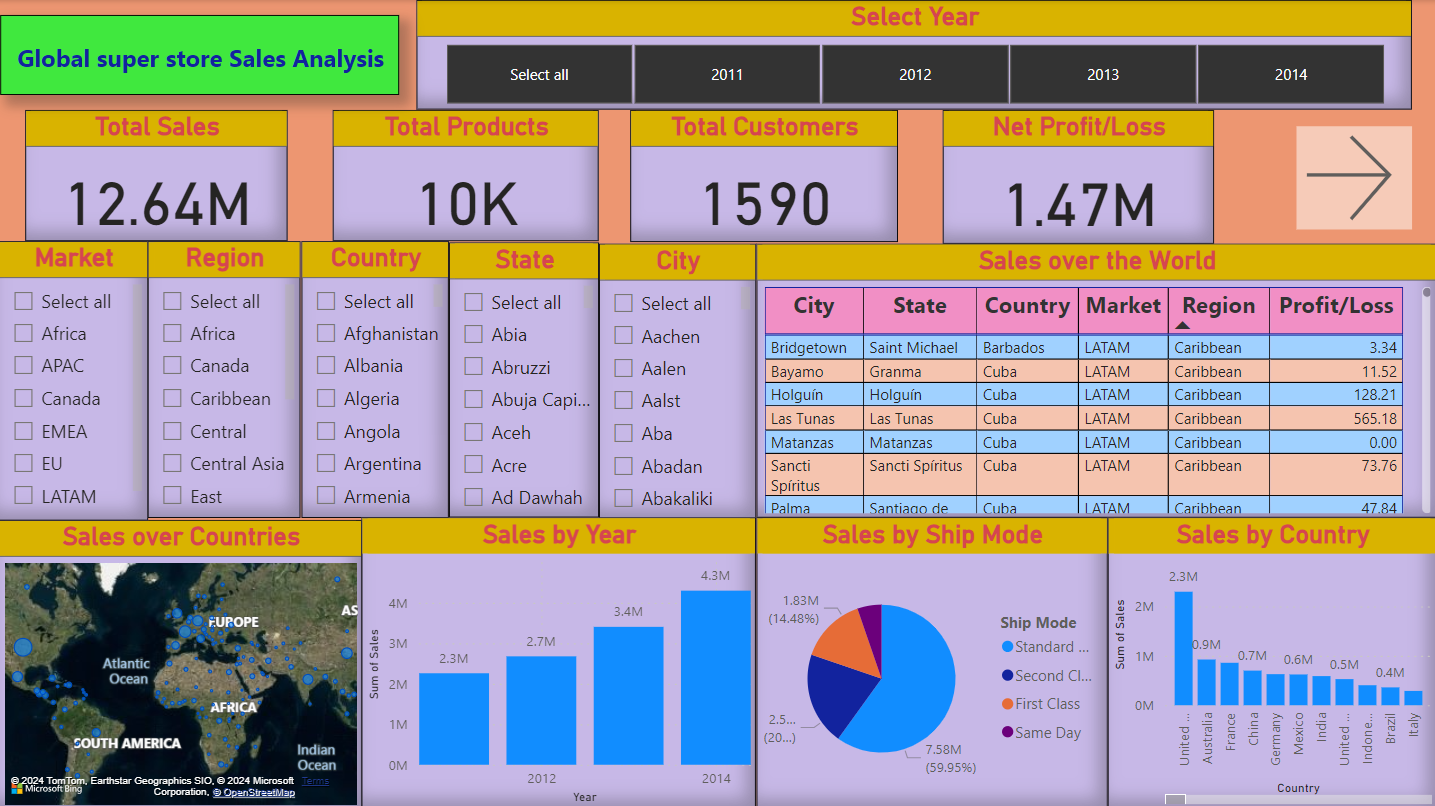 Global super store Sales Analysis
Select Year
Select all
2011
2012
2013
2014
Total Sales
12.64M
Total Products
10K
Total Customers
1590
Net Profit/Loss
1.47M
Market
Select all
Africa
APAC
Canada
EMEA
EU
LATAM
Region
Select all
Africa
Canada
Caribbean
Central
Central Asia
East
Country
Select all
Afghanistan
Albania
Algeria
Angola
Argentina
Armenia
State
Select all
Abia
Abruzzi
Abuja Capi...
Aceh
Acre
Ad Dawhah
City
Select all
Aachen
Aalen
Aalst
Aba
Abadan
Abakaliki
Sales over the World
City State Country Market Region Profit/Loss
Bridgetown Saint Michael Barbados LATAM Caribbean 3.34
Bayamo Granma Cuba LATAM Caribbean 11.52
Holguín Holguín Cuba LATAM Caribbean 128.21
Las Tunas Las Tunas Cuba LATAM Caribbean 565.18
Matanzas Matanzas Cuba LATAM Caribbean 0.00
Sancti Sancti Spíritus Cuba LATAM Caribbean 73.76
Spíritus
Palma Santiago de Cuba LATAM Caribbean 47.84
Sales over Countries
EUROPE
AS
Atlantic
Ocean
AFRICA
SOUTH AMERICA
Indian
Ocean
© 2024 TomTom, Earthstar Geographics SIO, © 2024 Microsoft Terms
Microsoft Bing
Corporation, © OpenStreetMap
Sales by Year
4.3M
4M
3.4M
3M
2.7M
2.3M
2M
1M
0M
Sum of Sales
2012
2014
Year
Sales by Ship Mode
1.83M
(14.48%)
2.5...
(20...)
7.58M
(59.95%)
Ship Mode
Standard ...
Second Cl...
First Class
Same Day
Sales by Country
2.3M
2M
0.9M
0.7M
0.6M
0.5M
0.4M
1M
0M
Sum of Sales
United ...
Australia
France
China
Germany
Mexico
India
United ...
Indone...
Brazil
Italy
Country